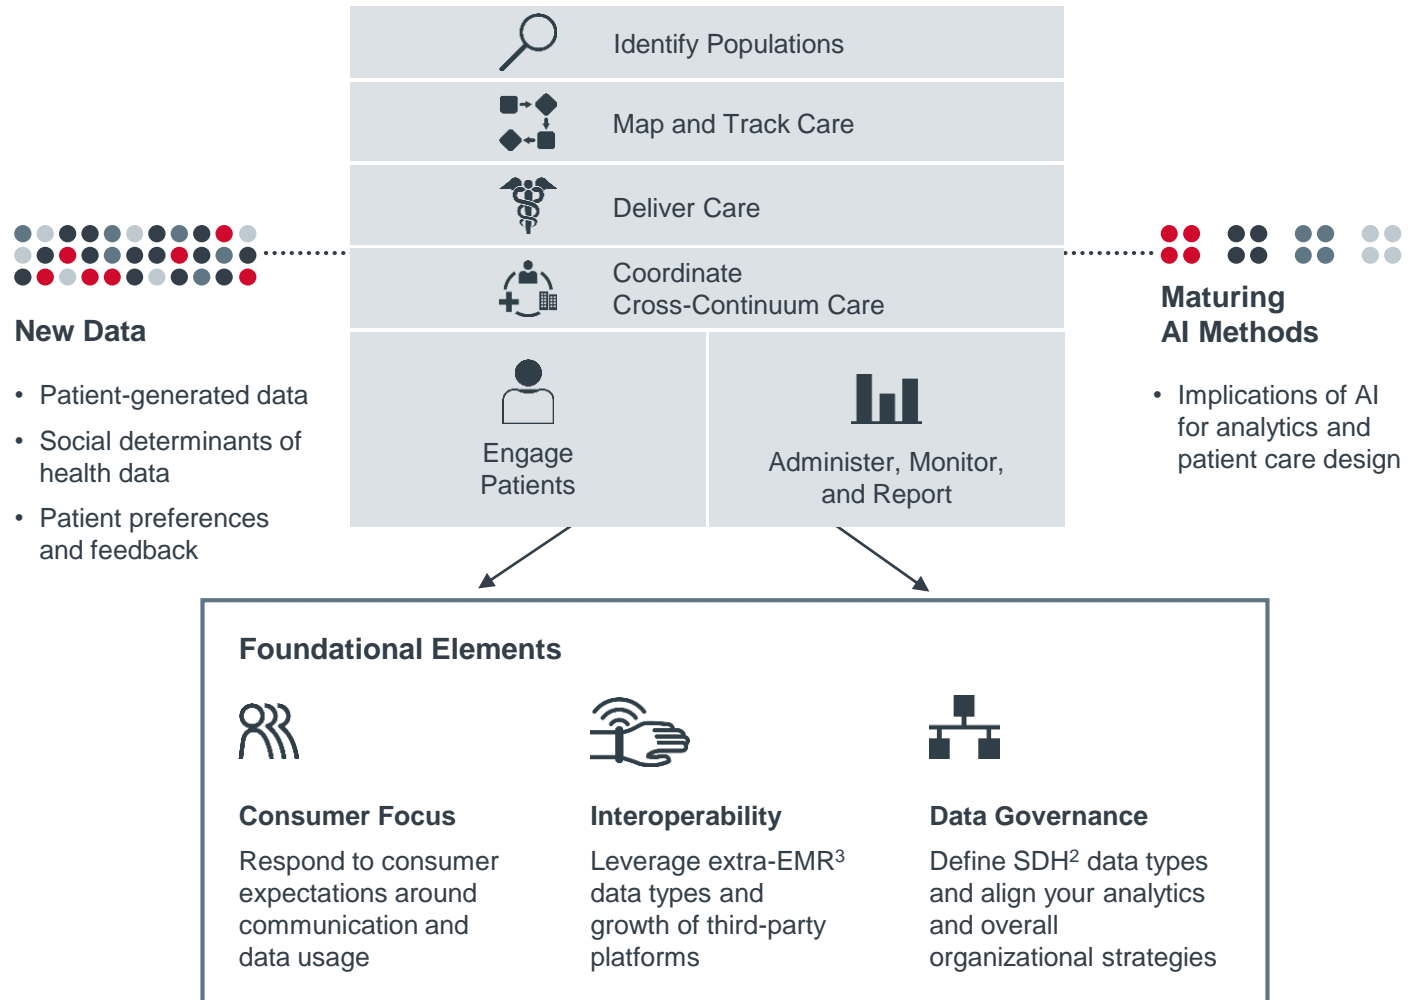 Identify Populations
Map and Track Care
Deliver Care
Coordinate
Cross-Continuum Care
Engage
Patients
Administer, Monitor,
and Report
New Data
• Patient-generated data
• Social determinants of
health data
• Patient preferences
and feedback
Maturing
AI Methods
• Implications of AI
for analytics and
patient care design
Foundational Elements
Consumer Focus
Respond to consumer
expectations around
communication and
data usage
Interoperability
Leverage extra-EMR³
data types and
growth of third-party
platforms
Data Governance
Define SDH² data types
and align your analytics
and overall
organizational strategies